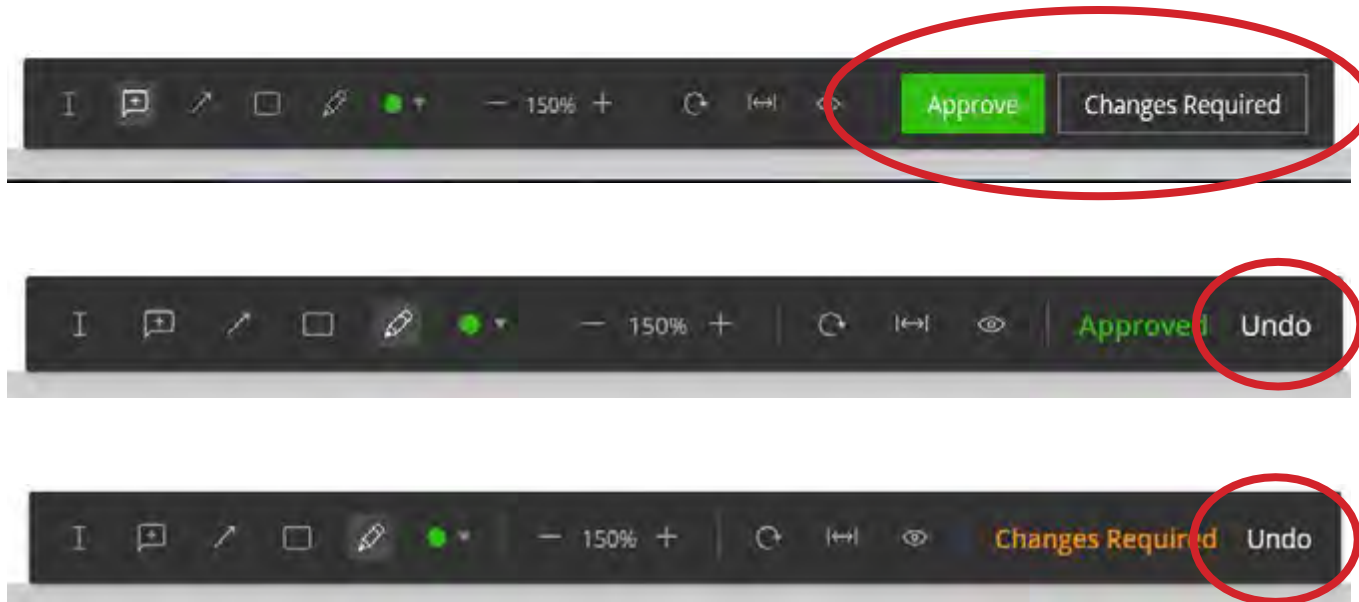 150% Approve Changes Required
150% Approved Undo
150% Changes Required Undo